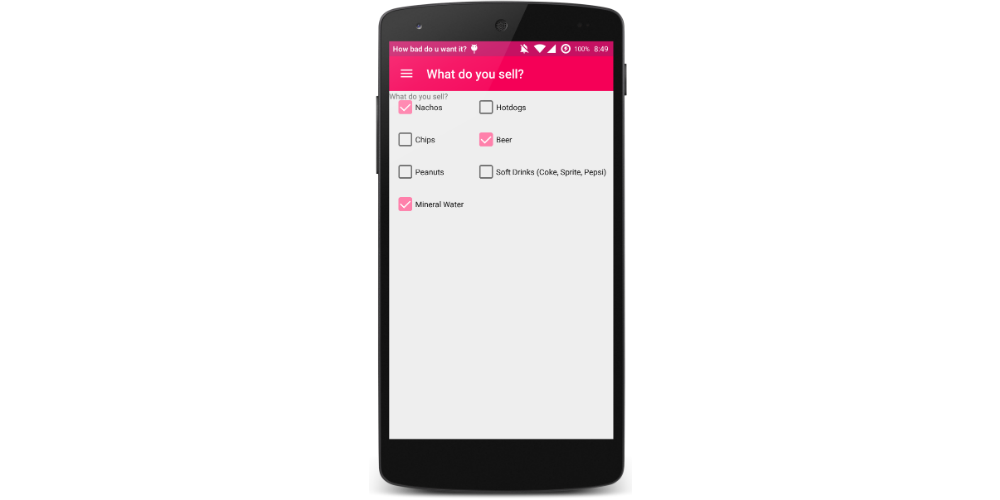 How bad do u want it? 100% 8:49
What do you sell?
What do you sell?
Nachos Hotdogs
Chips Beer
Peanuts Soft Drinks (Coke, Sprite, Pepsi)
Mineral Water